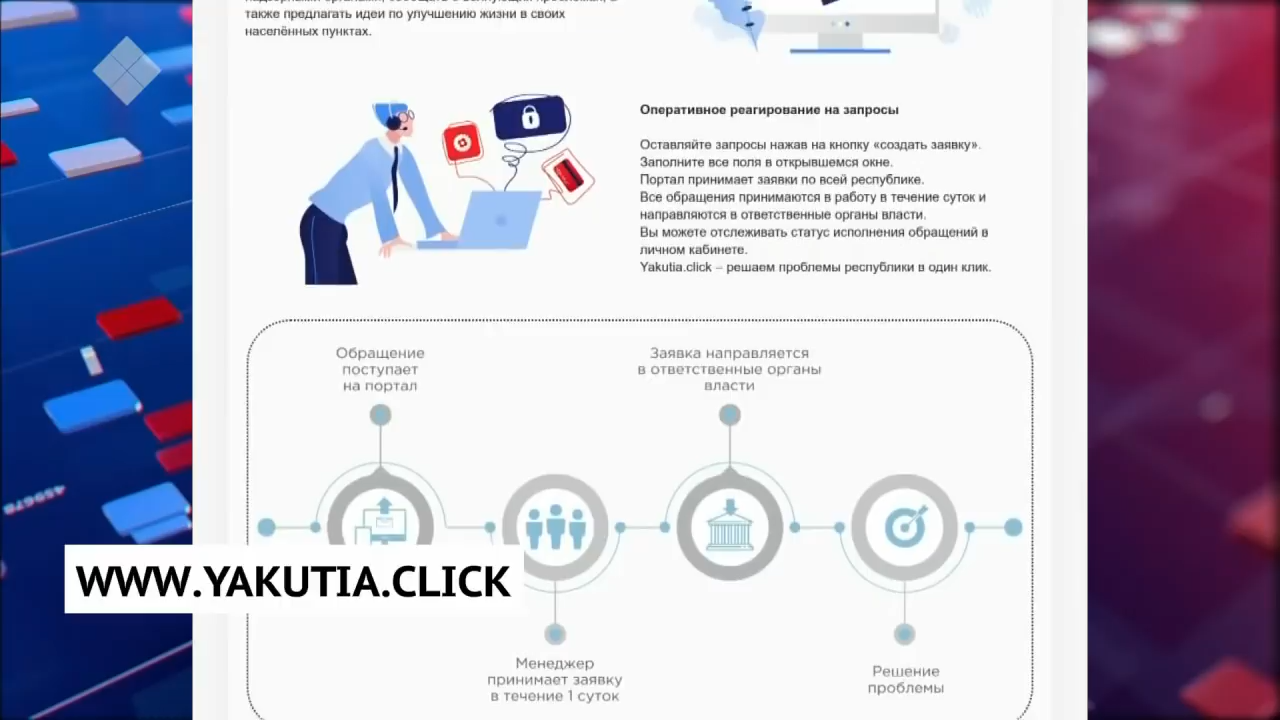 также предлагать идеи по улучшению жизни в своих
населённых пунктах.
Оперативное реагирование на запросы
Оставляйте запросы нажав на кнопку «создать заявку».
Заполните все поля в открывшемся окне.
Портал принимает заявки по всей республике.
Все обращения принимаются в работу в течение суток и
направляются в ответственные органы власти.
Вы можете отслеживать статус исполнения обращений в
личном кабинете.
Yakutia.click – решаем проблемы республики в один клик.
Обращение
поступает
на портал
Заявка направляется
в ответственные органы
власти
WWW.YAKUTIA.CLICK
Менеджер
принимает заявку
в течение 1 суток
Решение
проблемы